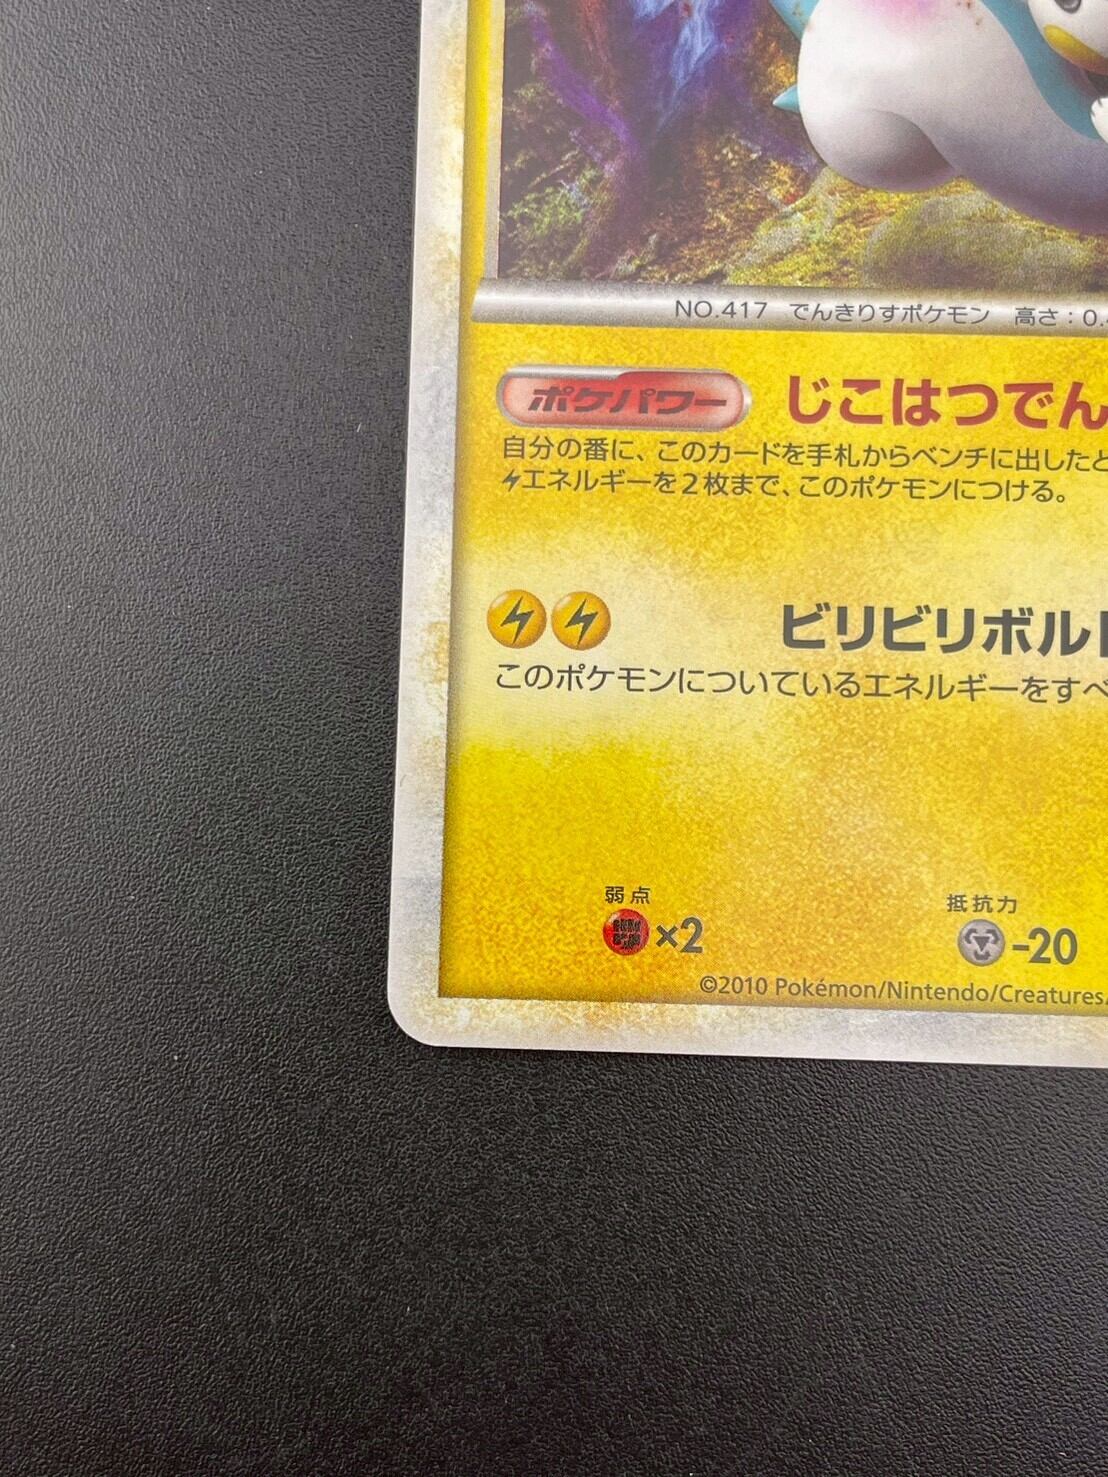 NO.417 でんきりすポケモン 高さ:0.
ポケパワー じこはつでん
自分の番に、このカードを手札からベンチに出したと
エネルギーを2枚まで、このポケモンにつける。
ビリビリボル
このポケモンについているエネルギーをすべ
弱点 抵抗力
×2 -20
©2010 Pokémon/Nintendo/Creatures